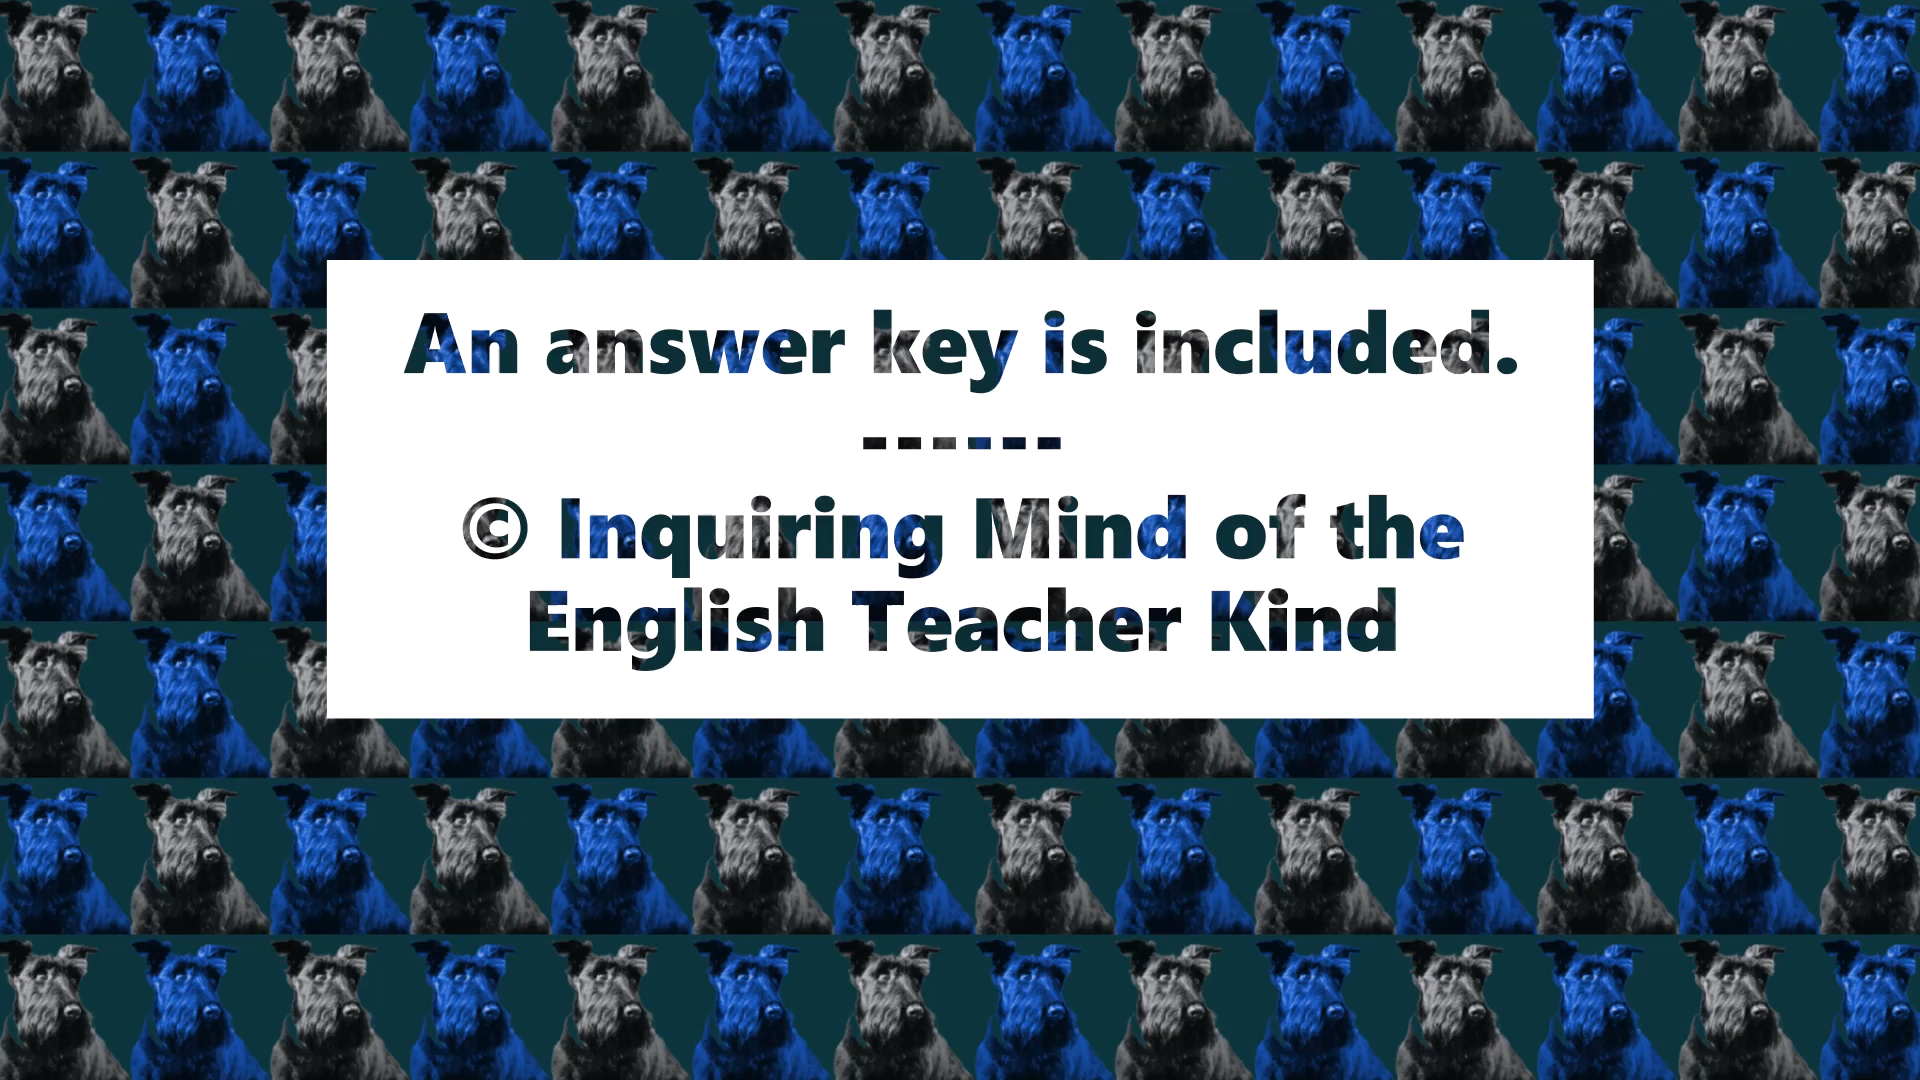 An answer key is included.
------
© Inquiring Mind of the
English Teacher Kind